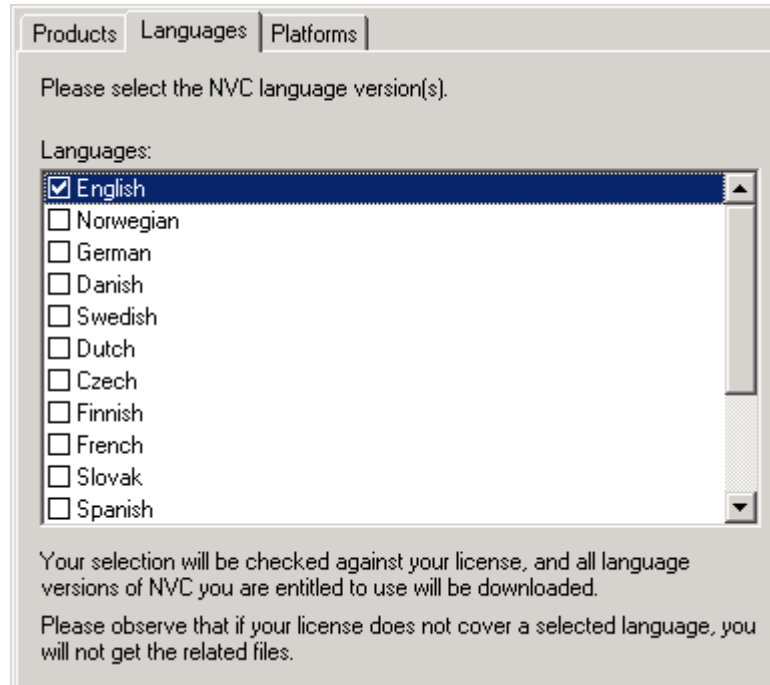 Products Languages Platforms
Please select the NVC language version(s).
Languages:
English
Norwegian
German
Danish
Swedish
Dutch
Czech
Finnish
French
Slovak
Spanish
Your selection will be checked against your license, and all language
versions of NVC you are entitled to use will be downloaded.
Please observe that if your license does not cover a selected language, you
will not get the related files.